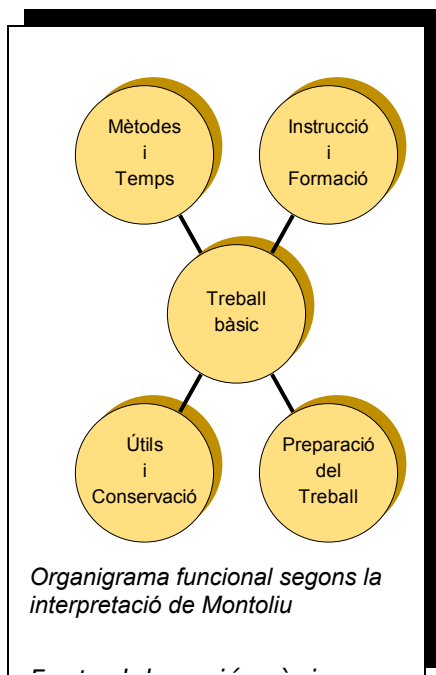 Mètodes
i
Temps
Instrucció
i
Formació
Treball
bàsic
Útils
i
Conservació
Preparació
del
Treball
Organigrama funcional segons la
interpretació de Montoliu